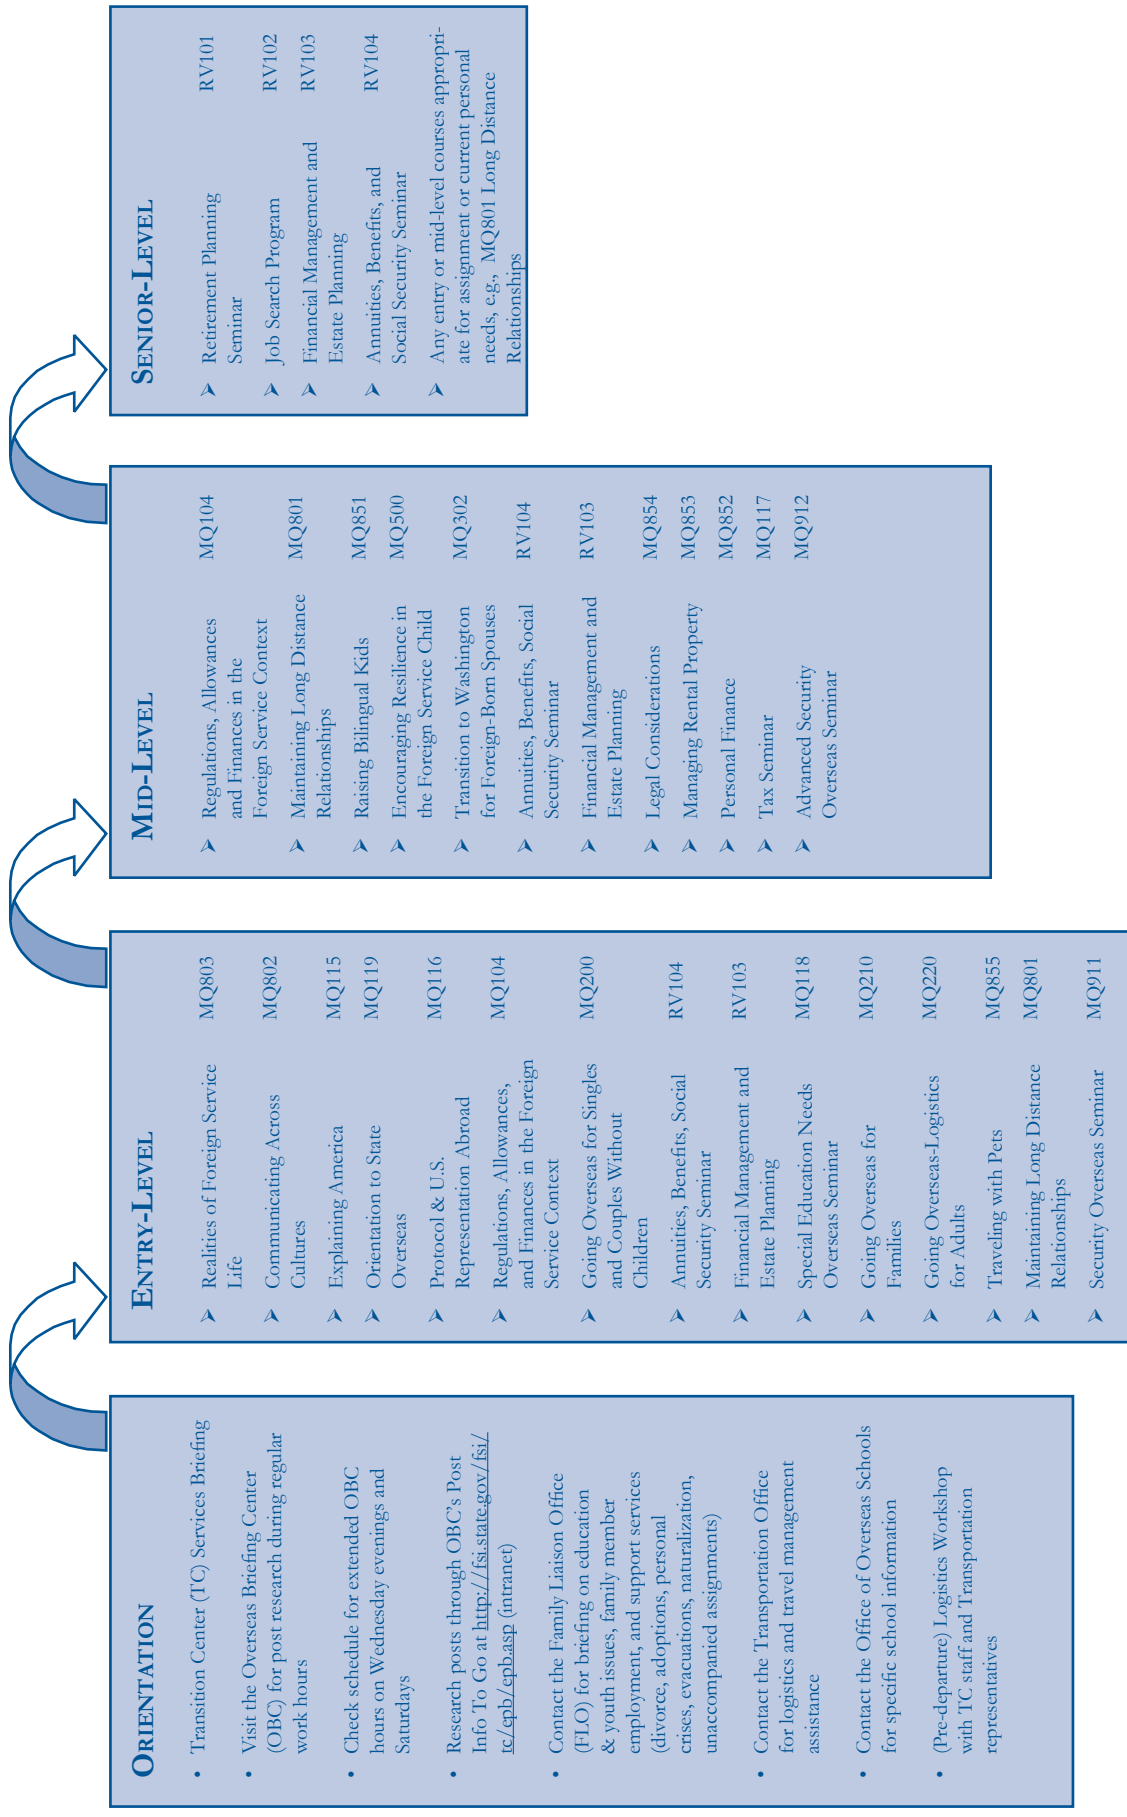 ORIENTATION
• Transition Center (TC) Services Briefing
• Visit the Overseas Briefing Center
(OBC) for post research during regular
work hours
• Check schedule for extended OBC
hours on Wednesday evenings and
Saturdays
• Research posts through OBC's Post
Info To Go at http://fsi.state.gov/fsi/
tc/epb/epb.asp (intranet)
• Contact the Family Liaison Office
(FLO) for briefing on education
& youth issues, family member
employment, and support services
(divorce, adoptions, personal
crises, evacuations, naturalization,
unaccompanied assignments)
• Contact the Transportation Office
for logistics and travel management
assistance
• Contact the Office of Overseas Schools
for specific school information
• (Pre-departure) Logistics Workshop
with TC staff and Transportation
representatives
ENTRY-LEVEL
➢ Realities of Foreign Service MQ803
Life
➢ Communicating Across MQ802
Cultures
➢ Explaining America MQ115
➢ Orientation to State MQ119
Overseas
➢ Protocol & U.S. MQ116
Representation Abroad
➢ Regulations, Allowances, MQ104
and Finances in the Foreign
Service Context
➢ Going Overseas for Singles MQ200
and Couples Without
Children
➢ Annuities, Benefits, Social RV104
Security Seminar
➢ Financial Management and RV103
Estate Planning
➢ Special Education Needs MQ118
Overseas Seminar
➢ Going Overseas for MQ210
Families
➢ Going Overseas-Logistics MQ220
for Adults
➢ Traveling with Pets MQ855
➢ Maintaining Long Distance MQ801
Relationships
➢ Security Overseas Seminar MQ911
MID-LEVEL
➢ Regulations, Allowances MQ104
and Finances in the
Foreign Service Context
➢ Maintaining Long Distance MQ801
Relationships
➢ Raising Bilingual Kids MQ851
➢ Encouraging Resilience in MQ500
the Foreign Service Child
➢ Transition to Washington MQ302
for Foreign-Born Spouses
➢ Annuities, Benefits, Social RV104
Security Seminar
➢ Financial Management and RV103
Estate Planning
➢ Legal Considerations MQ854
➢ Managing Rental Property MQ853
➢ Personal Finance MQ852
➢ Tax Seminar MQ117
➢ Advanced Security MQ912
Overseas Seminar
SENIOR-LEVEL
➢ Retirement Planning RV101
Seminar
➢ Job Search Program RV102
➢ Financial Management and RV103
Estate Planning
➢ Annuities, Benefits, and RV104
Social Security Seminar
➢ Any entry or mid-level courses appropri-
ate for assignment or current personal
needs, e.g., MQ801 Long Distance
Relationships